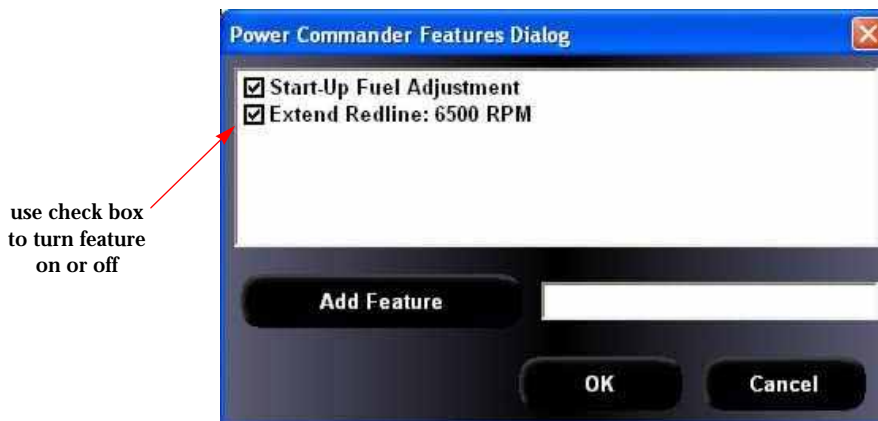 Power Commander Features Dialog
Start-Up Fuel Adjustment
Extend Redline: 6500 RPM
use check box
to turn feature
on or off
Add Feature
OK
Cancel